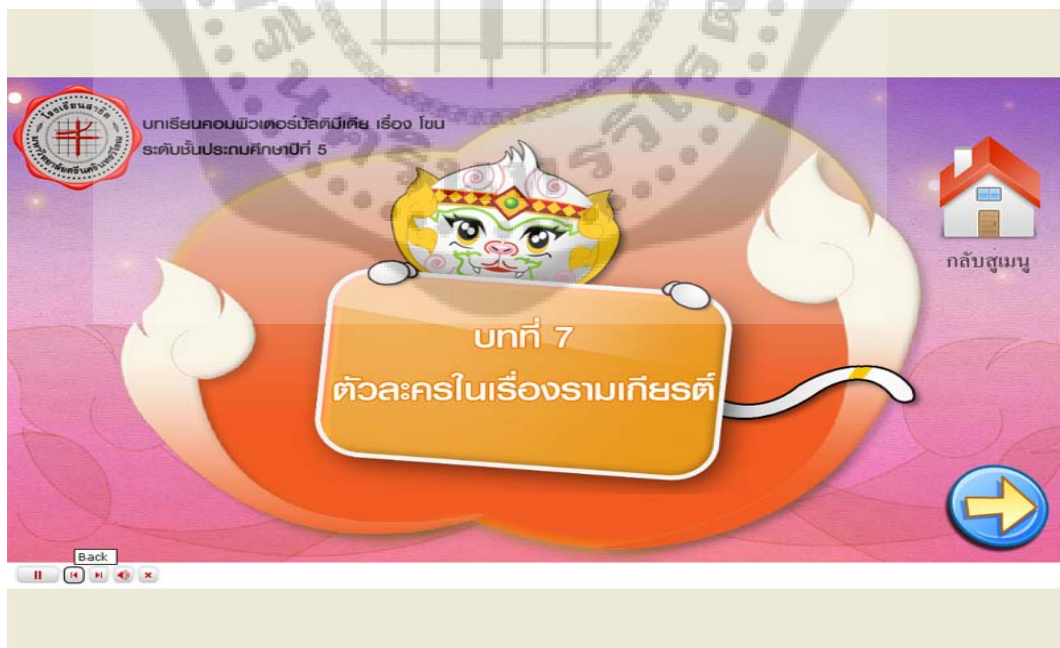 บทเรียนคอมพิวเตอร์มัลติมีเดีย เรื่อง โขน
ระดับชั้นประถมศึกษาปีที่ 5
กลับสู่เมนู
บทที่ 7
ตัวละครในเรื่องรามเกียรติ์
Back